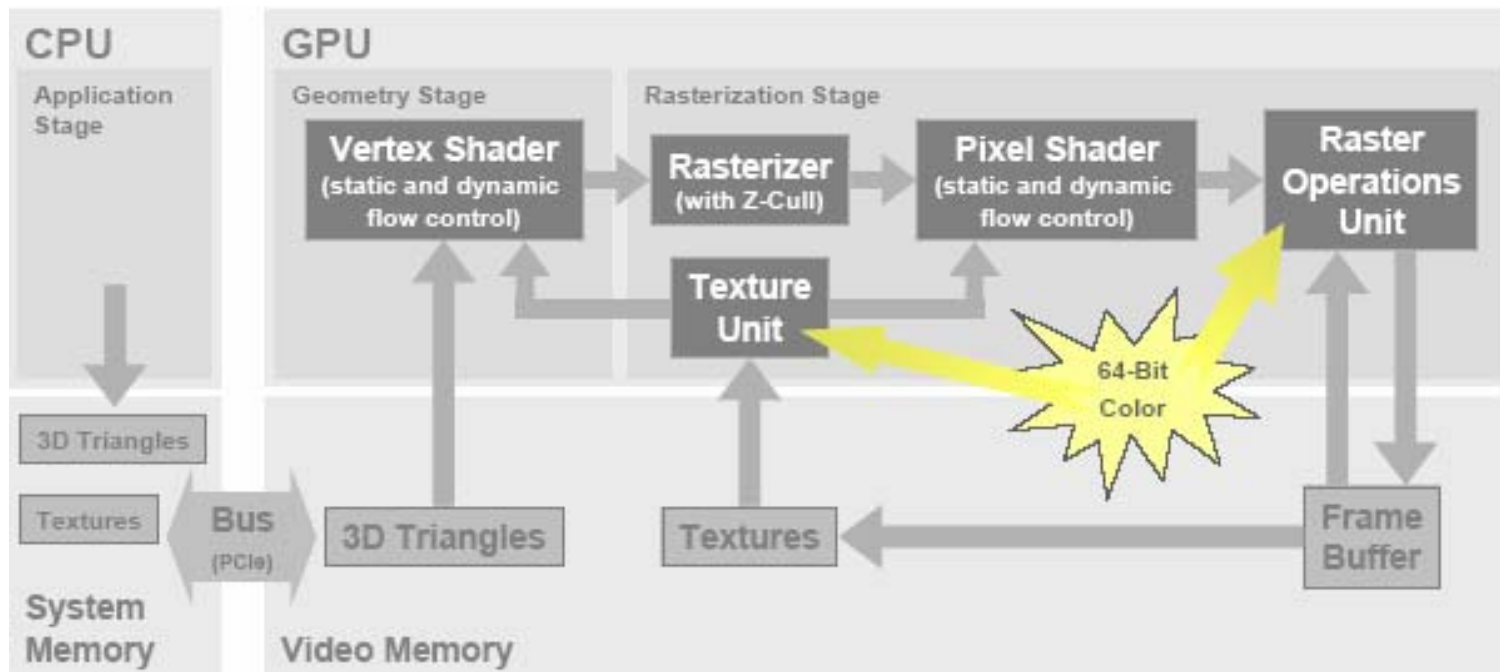 CPU
GPU
Application
Stage
Geometry Stage
Rasterization Stage
Vertex Shader
(static and dynamic
flow control)
Rasterizer
(with Z-Cull)
Pixel Shader
(static and dynamic
flow control)
Raster
Operations
Unit
Texture
Unit
64-Bit
Color
3D Triangles
Textures
Bus
(PCIe)
3D Triangles
Textures
Frame
Buffer
System
Memory
Video Memory